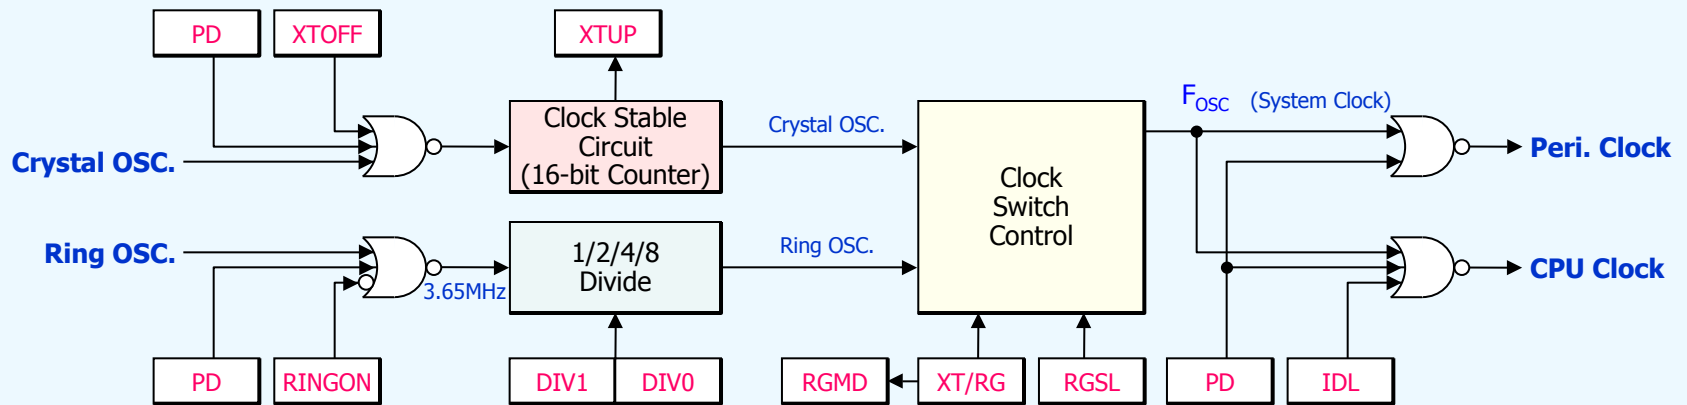 PD
XTOFF
XTUP
Crystal OSC.
Clock Stable
Circuit
(16-bit Counter)
Crystal OSC.
Clock
Switch
Control
FOSC (System Clock)
Peri. Clock
Ring OSC.
3.65MHz
1/2/4/8
Divide
Ring OSC.
CPU Clock
PD
RINGON
DIV1
DIV0
RGMD
XT/RG
RGSL
PD
IDL